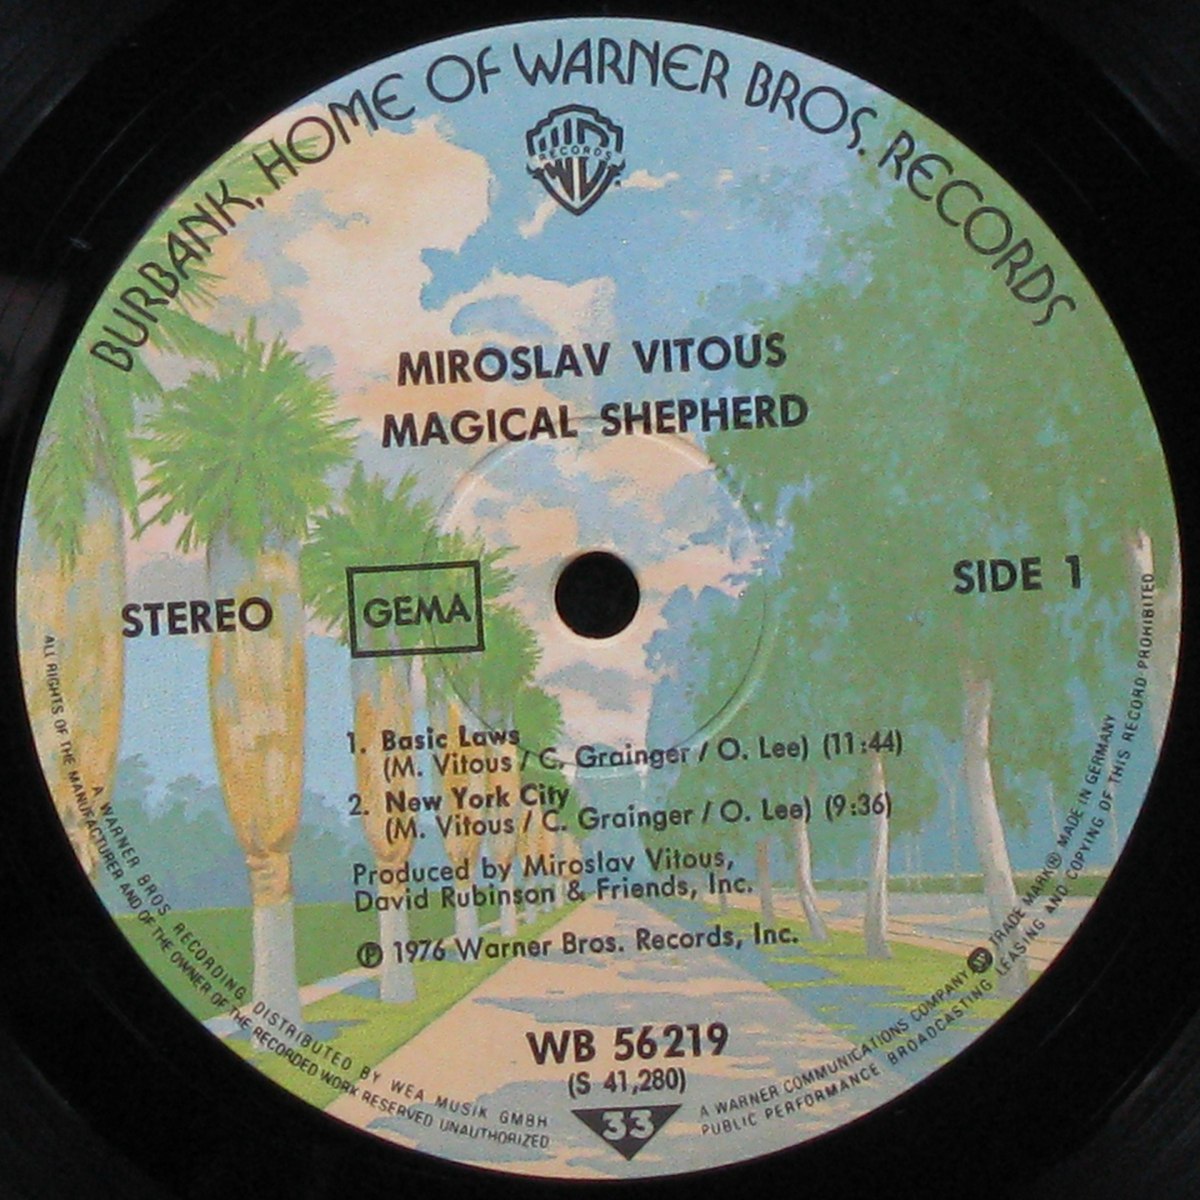 BURBANK, HOME OF WARNER BROS. RECORDS
RECORDS
MIROSLAV VITOUS
MAGICAL SHEPHERD
STEREO
GEMA
SIDE 1
1. Basic Laws
(M. Vitous / C. Grainger / O. Lee) (11:44)
2. New York City
(M. Vitous / C. Grainger / O. Lee) (9:36)
Produced by Miroslav Vitous,
David Rubinson & Friends, Inc.
℗ 1976 Warner Bros. Records, Inc.
WB 56219
(S 41,280)
33
A WARNER BROS RECORDING, DISTRIBUTED BY WEA MUSIK GMBH
A WARNER COMMUNICATIONS COMPANY TRADE MARK® MADE IN GERMANY
ALL RIGHTS OF THE MANUFACTURER AND OF THE OWNER OF THE RECORDED WORK RESERVED UNAUTHORIZED
PUBLIC PERFORMANCE BROADCASTING LEASING AND COPYING OF THIS RECORD PROHIBITED